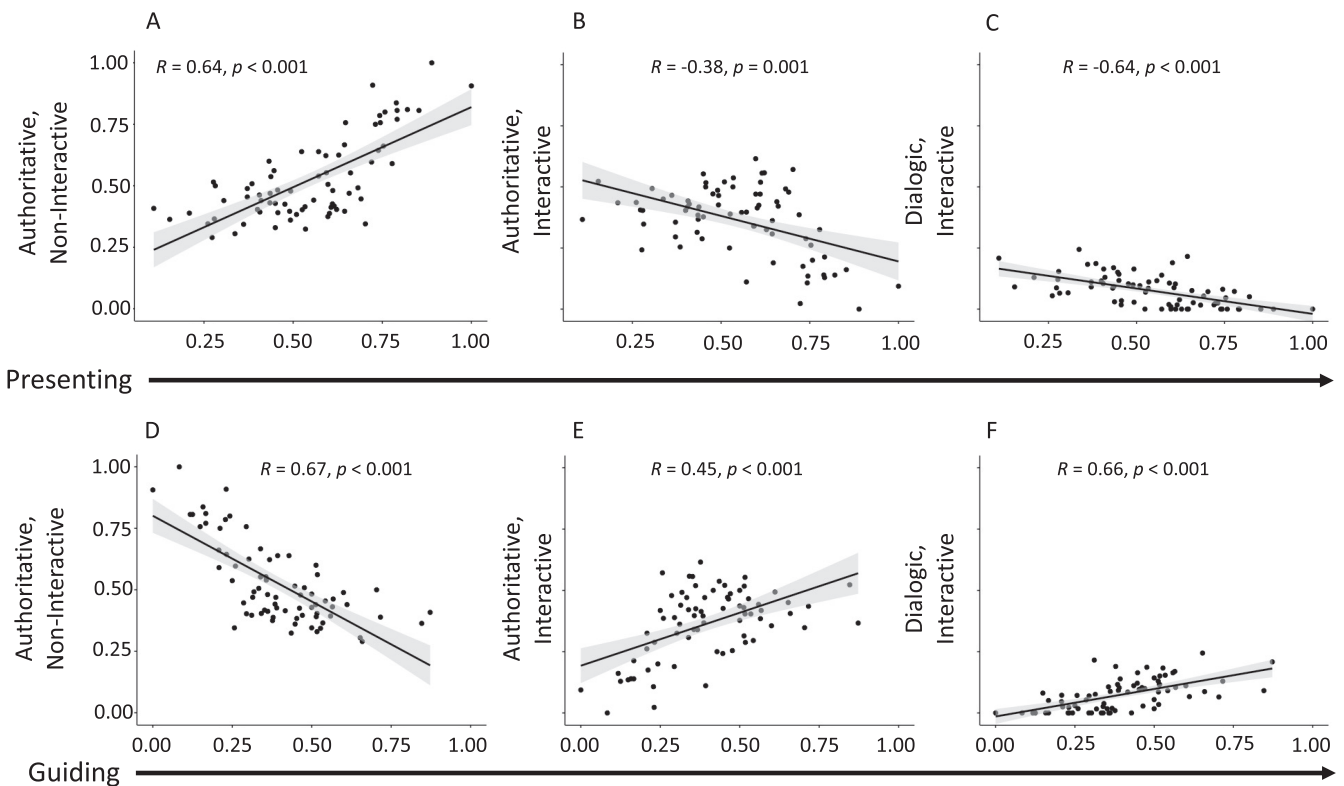 A
B
C
R = 0.64, p < 0.001
R = -0.38, p = 0.001
R = -0.64, p < 0.001
Authoritative,
Non-Interactive
Authoritative,
Interactive
Dialogic,
Interactive
1.00
0.75
0.50
0.25
0.00
0.25 0.50 0.75 1.00
0.25 0.50 0.75 1.00
0.25 0.50 0.75 1.00
Presenting
D
E
F
R = 0.67, p < 0.001
R = 0.45, p < 0.001
R = 0.66, p < 0.001
Authoritative,
Non-Interactive
Authoritative,
Interactive
Dialogic,
Interactive
1.00
0.75
0.50
0.25
0.00
0.00 0.25 0.50 0.75 1.00
0.00 0.25 0.50 0.75 1.00
0.00 0.25 0.50 0.75 1.00
Guiding